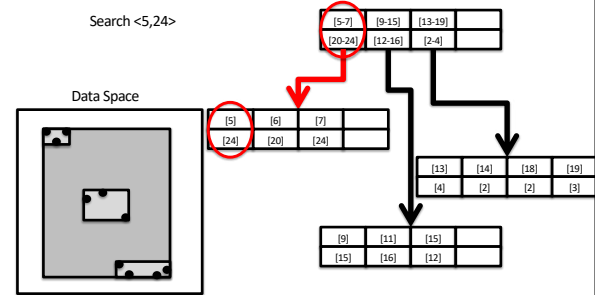 Search <5,24>
[5-7] [9-15] [13-19]
[20-24] [12-16] [2-4]
Data Space
[5] [6] [7]
[24] [20] [24]
[13] [14] [18] [19]
[4] [2] [2] [3]
[9] [11] [15]
[15] [16] [12]